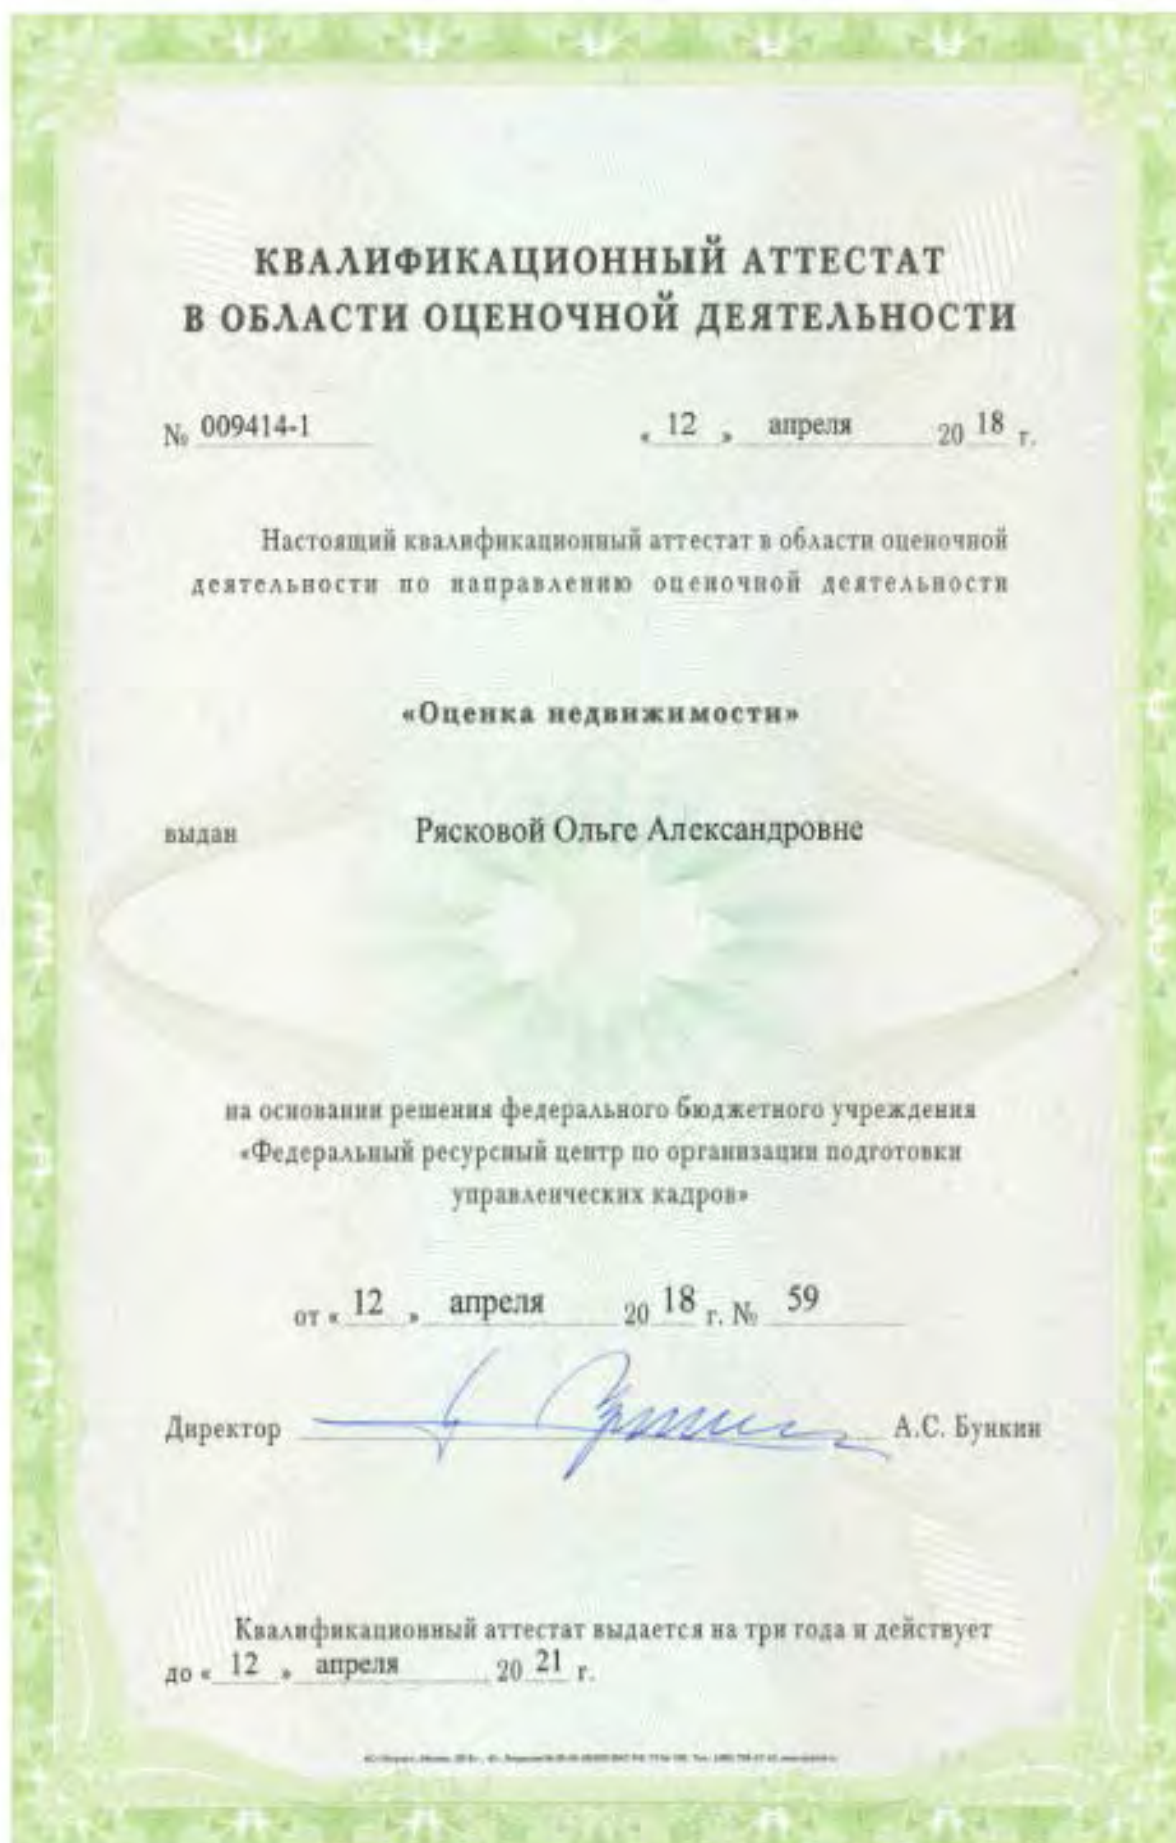 КВАЛИФИКАЦИОННЫЙ АТТЕСТАТ
В ОБЛАСТИ ОЦЕНОЧНОЙ ДЕЯТЕЛЬНОСТИ
№ 009414-1 « 12 » апреля 20 18 г.
Настоящий квалификационный аттестат в области оценочной
деятельности по направлению оценочной деятельности
«Оценка недвижимости»
выдан Рясковой Ольге Александровне
на основании решения федерального бюджетного учреждения
«Федеральный ресурсный центр по организации подготовки
управленческих кадров»
от « 12 » апреля 20 18 г. № 59
Директор А.С. Бункин
Квалификационный аттестат выдается на три года и действует
до « 12 » апреля 20 21 г.